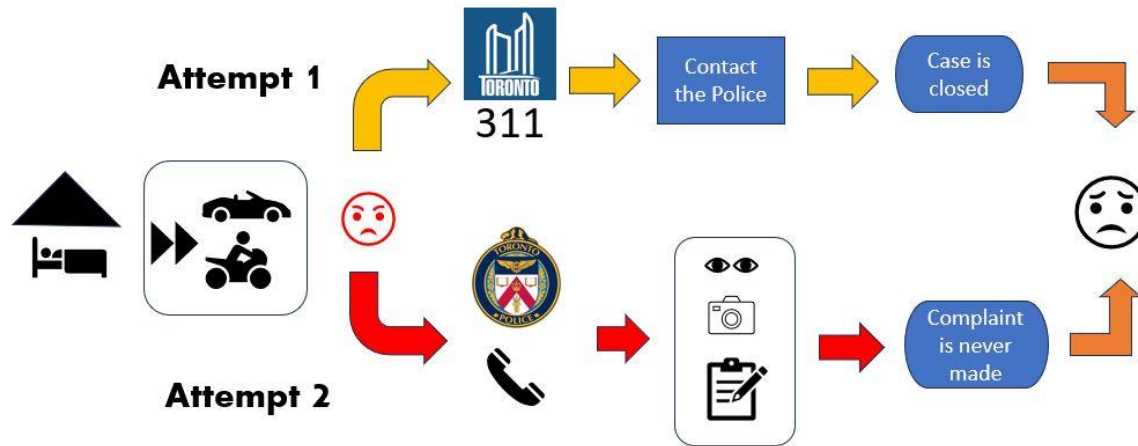 Attempt 1
TORONTO
311
Contact
the Police
Case is
closed
TORONTO
POLICE
Complaint
is never
made
Attempt 2